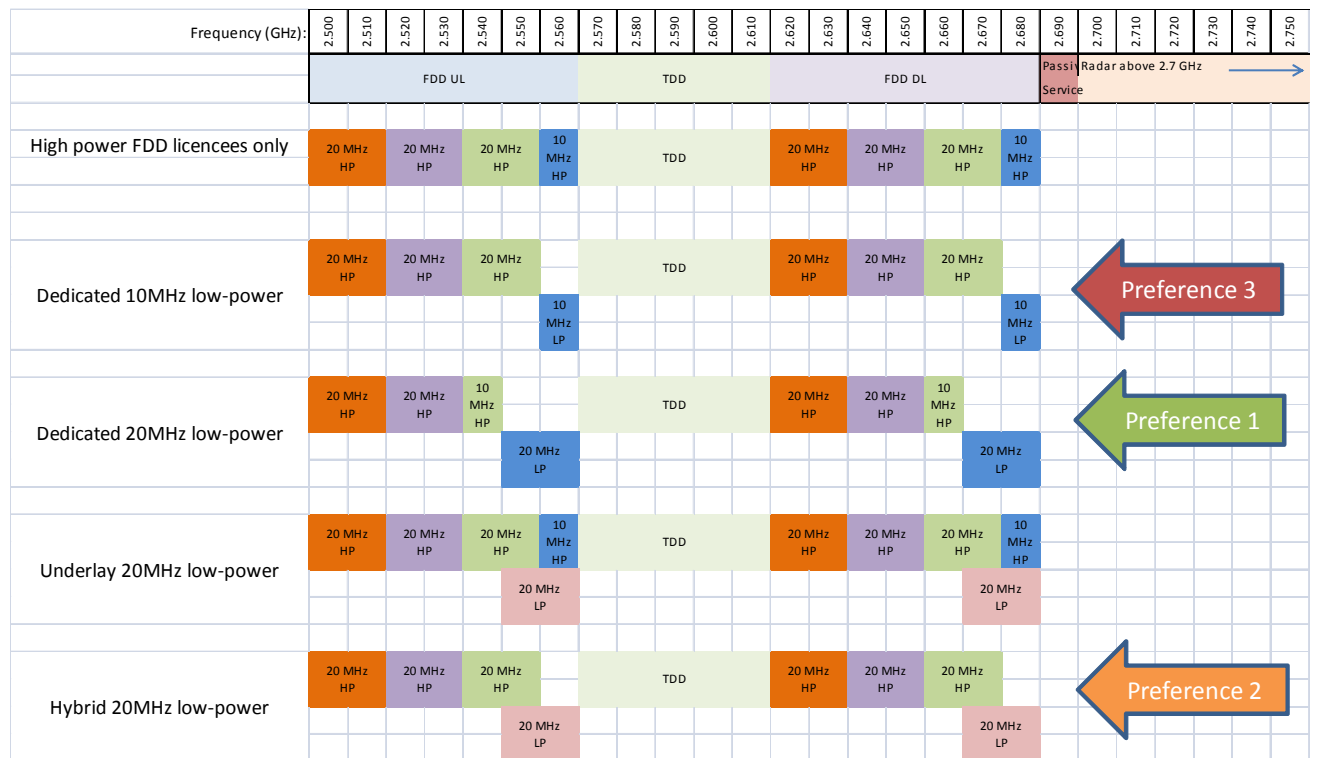 Frequency (GHz): 2.500 2.510 2.520 2.530 2.540 2.550 2.560 2.570 2.580 2.590 2.600 2.610 2.620 2.630 2.640 2.650 2.660 2.670 2.680 2.690 2.700 2.710 2.720 2.730 2.740 2.750
FDD UL TDD FDD DL Passiv Radar above 2.7 GHz
Service
High power FDD licencees only
20 MHz 20 MHz 20 MHz 10 TDD 20 MHz 20 MHz 20 MHz 10
HP HP HP MHz HP HP HP MHz
HP HP
Dedicated 10MHz low-power
20 MHz 20 MHz 20 MHz TDD 20 MHz 20 MHz 20 MHz
HP HP HP HP HP HP
10 10
MHz MHz
LP LP
Preference 3
Dedicated 20MHz low-power
20 MHz 20 MHz 10 TDD 20 MHz 20 MHz 10
HP HP MHz HP HP MHz
HP HP
20 MHz 20 MHz
LP LP
Preference 1
Underlay 20MHz low-power
20 MHz 20 MHz 20 MHz 10 TDD 20 MHz 20 MHz 20 MHz 10
HP HP HP MHz HP HP HP MHz
HP HP
20 MHz 20 MHz
LP LP
Hybrid 20MHz low-power
20 MHz 20 MHz 20 MHz TDD 20 MHz 20 MHz 20 MHz
HP HP HP HP HP HP
20 MHz 20 MHz
LP LP
Preference 2